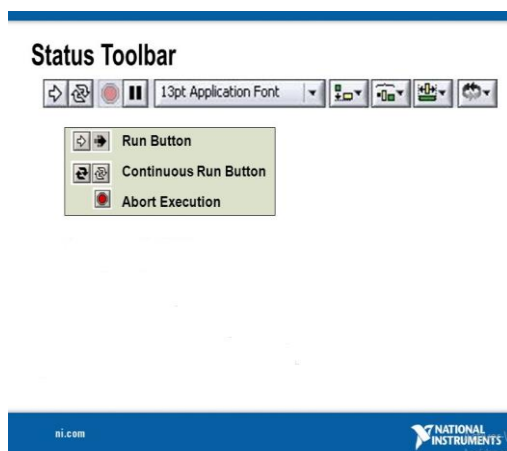 Status Toolbar
13pt Application Font
Run Button
Continuous Run Button
Abort Execution
ni.com
NATIONAL
INSTRUMENTS